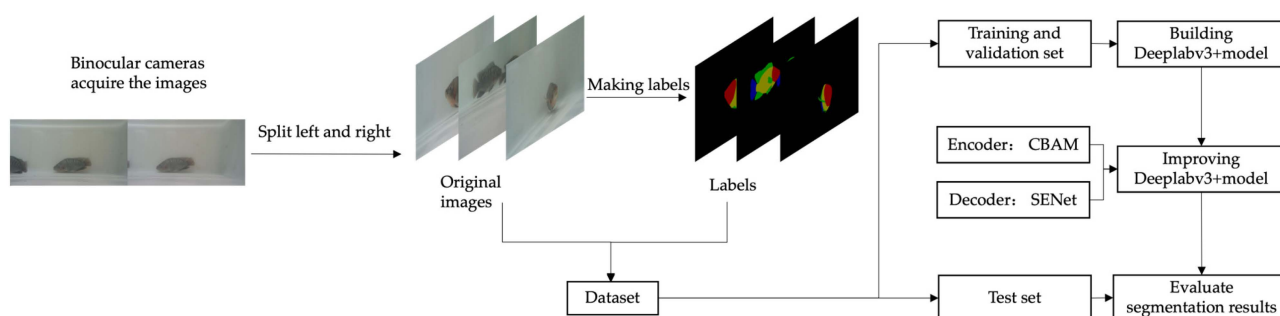 Binocular cameras
acquire the images
Split left and right
Original
images
Making labels
Labels
Dataset
Training and
validation set
Building
Deeplabv3+model
Encoder： CBAM
Decoder： SENet
Improving
Deeplabv3+model
Test set
Evaluate
segmentation results